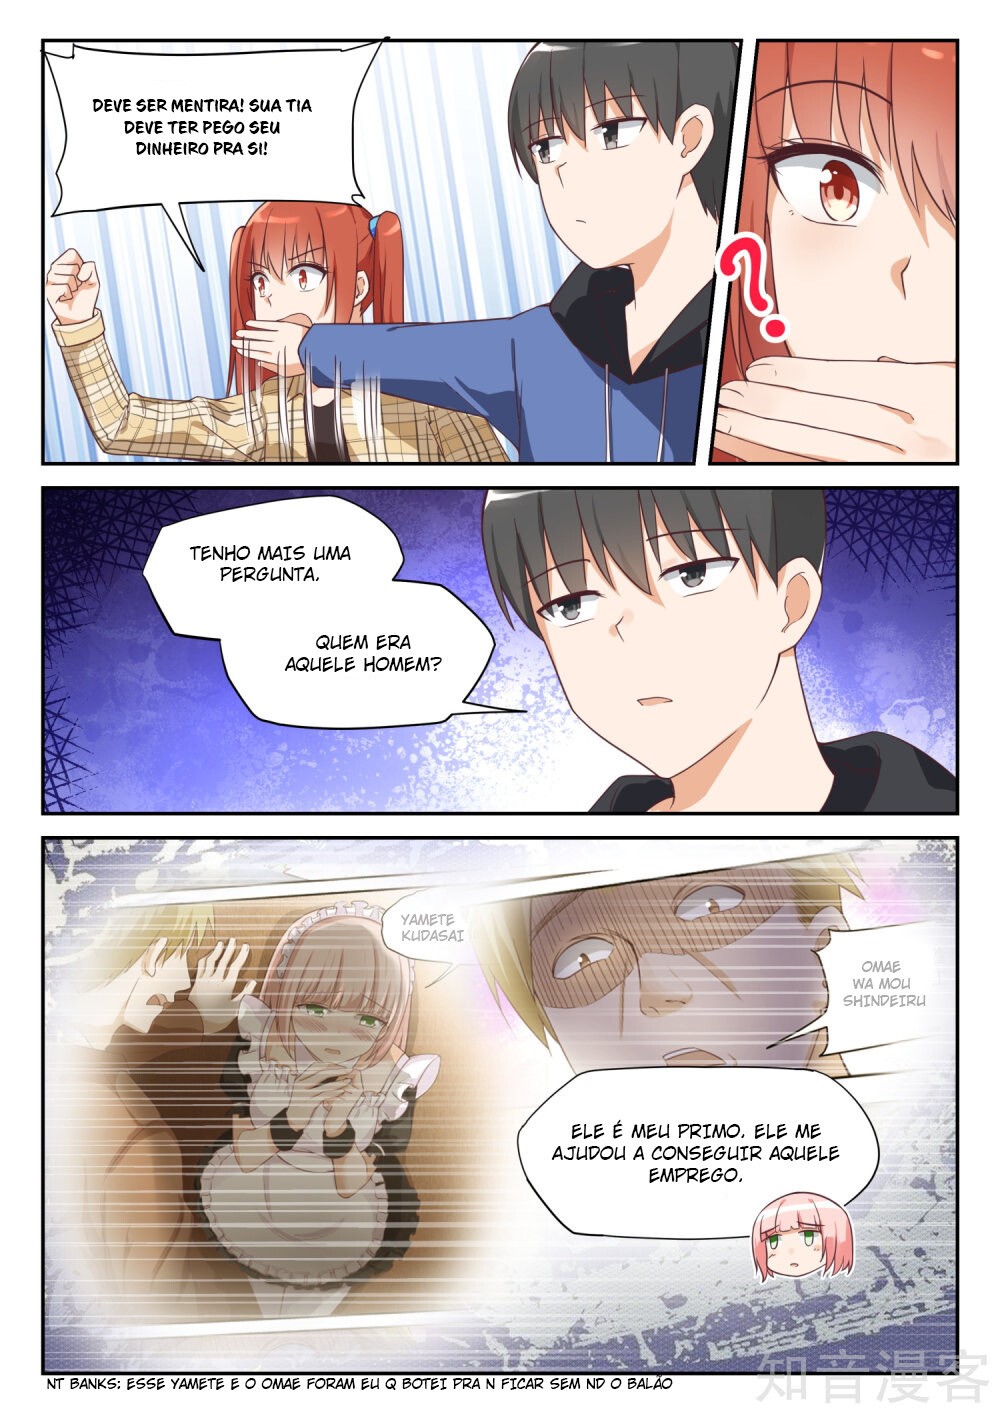 DEVE SER MENTIRA! SUA TIA
DEVE TER PEGO SEU
DINHEIRO PRA SI!
?
TENHO MAIS UMA
PERGUNTA.
QUEM ERA
AQUELE HOMEM?
YAMETE
KUDASAI
OMAE
WA MOU
SHINDEIRU
ELE É MEU PRIMO. ELE ME
AJUDOU A CONSEGUIR AQUELE
EMPREGO.
知音漫客
NT BANKS: ESSE YAMETE E O OMAE FORAM EU Q BOTEI PRA N FICAR SEM ND O BALÃO